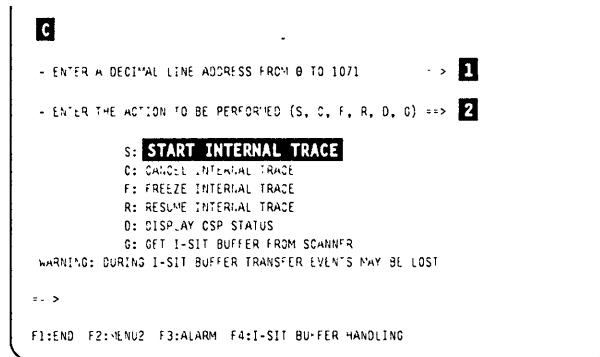 C
- ENTER A DECIMAL LINE ADDRESS FROM 0 TO 1071 => 1
- ENTER THE ACTION TO BE PERFORMED (S, C, F, R, D, G) ==> 2
S: START INTERNAL TRACE
C: CANCEL INTERNAL TRACE
F: FREEZE INTERNAL TRACE
R: RESUME INTERNAL TRACE
D: DISPLAY CSP STATUS
G: GET I-SIT BUFFER FROM SCANNER
WARNING: DURING I-SIT BUFFER TRANSFER EVENTS MAY BE LOST
==>
F1:END F2:MENU2 F3:ALARM F4:I-SIT BUFFER HANDLING